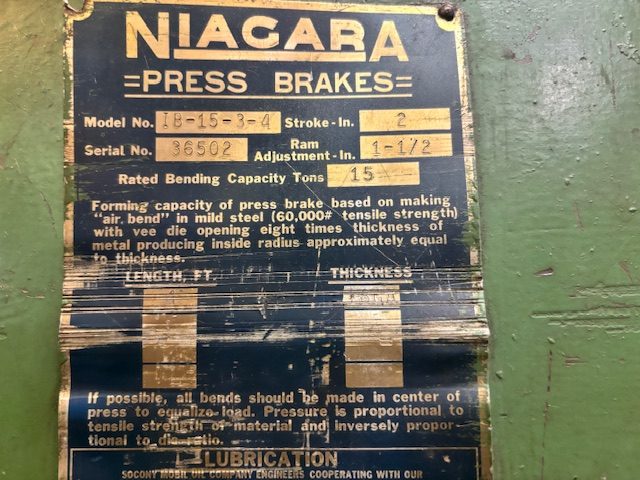 NIAGARA
=PRESS BRAKES=
Model No. IB-15-3-4 Stroke-In. 2
Serial No. 36502 Ram Adjustment-In. 1-1/2
Rated Bending Capacity Tons 15
Forming capacity of press brake based on making
"air bend" in mild steel (60,000# tensile strength)
with vee die opening eight times thickness of
metal producing inside radius approximately equal
to thickness.
LENGTH, FT. THICKNESS
If possible, all bends should be made in center of
press to equalize load. Pressure is proportional to
tensile strength of material and inversely propor-
tional to die ratio.
LUBRICATION
SOCONY MOBIL OIL COMPANY ENGINEERS COOPERATING WITH OUR